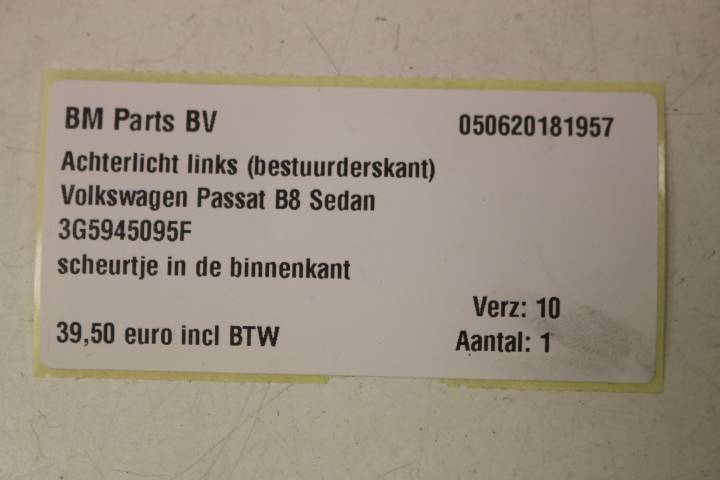 BM Parts BV 050620181957
Achterlicht links (bestuurderskant)
Volkswagen Passat B8 Sedan
3G5945095F
scheurtje in de binnenkant
Verz: 10
39,50 euro incl BTW Aantal: 1